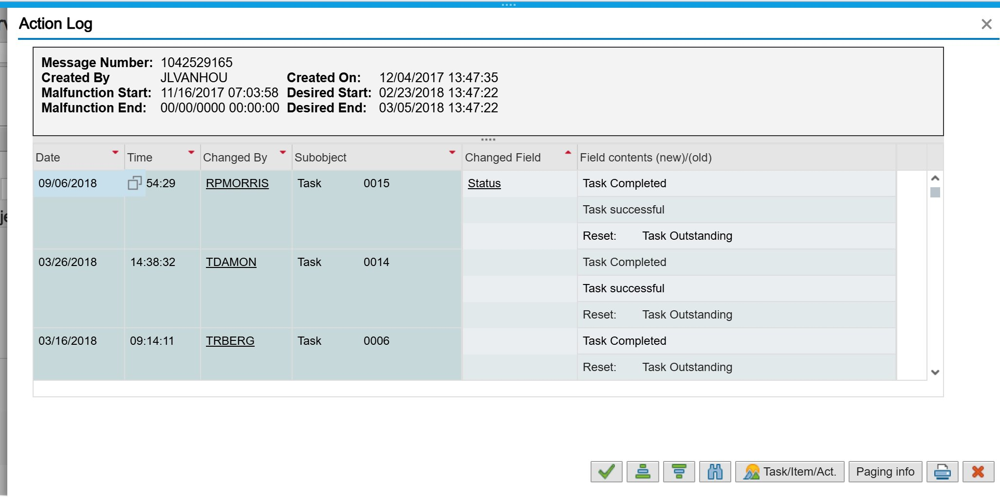 Action Log
Message Number: 1042529165
Created By JLVANHOU Created On: 12/04/2017 13:47:35
Malfunction Start: 11/16/2017 07:03:58 Desired Start: 02/23/2018 13:47:22
Malfunction End: 00/00/0000 00:00:00 Desired End: 03/05/2018 13:47:22
Date Time Changed By Subobject Changed Field Field contents (new)/(old)
09/06/2018 54:29 RPMORRIS Task 0015 Status Task Completed
Task successful
Reset: Task Outstanding
03/26/2018 14:38:32 TDAMON Task 0014 Task Completed
Task successful
Reset: Task Outstanding
03/16/2018 09:14:11 TRBERG Task 0006 Task Completed
Reset: Task Outstanding
Task/Item/Act. Paging info